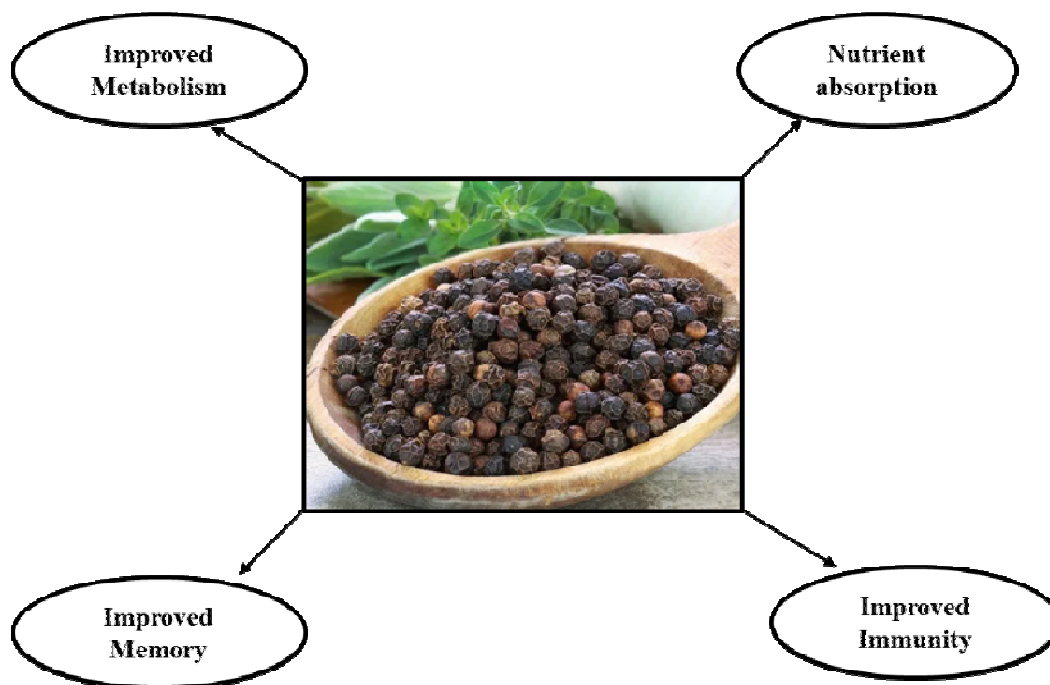 Improved
Metabolism
Nutrient
absorption
Improved
Memory
Improved
Immunity